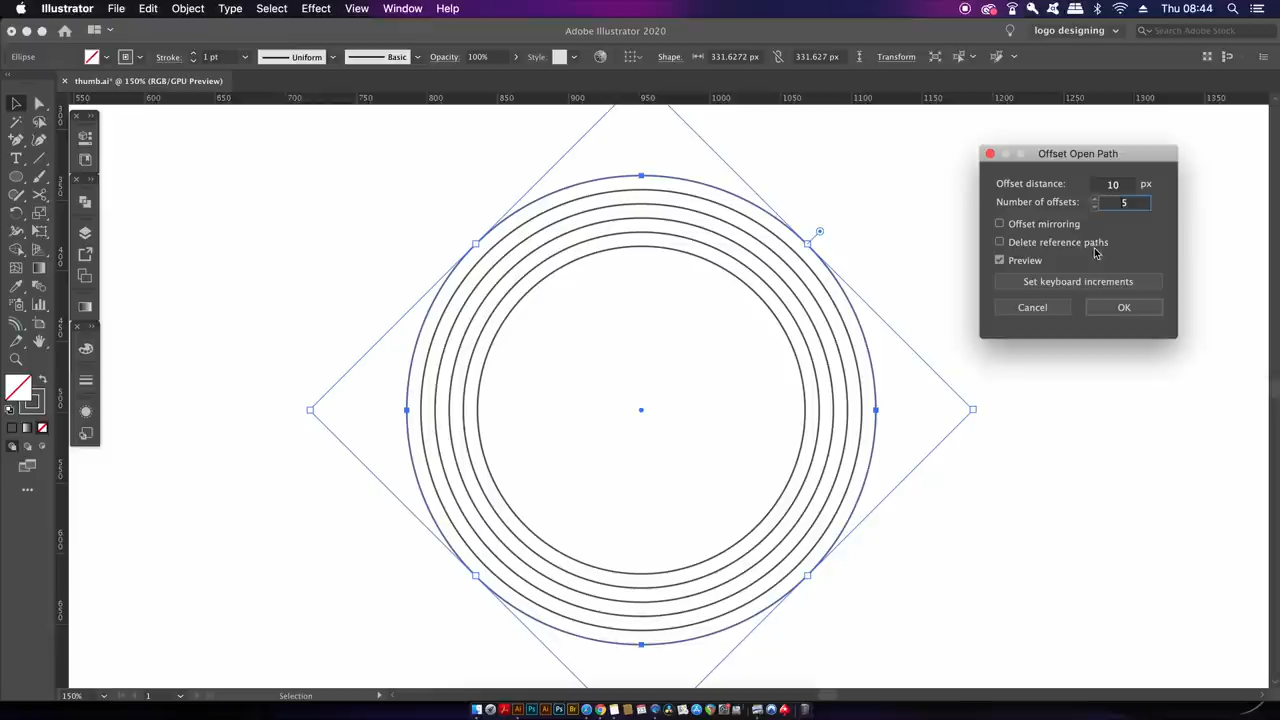 Illustrator File Edit Object Type Select Effect View Window Help Thu 08:44
Adobe Illustrator 2020 logo designing Search Adobe Stock
Ellipse Stroke: 1 pt Uniform Basic Opacity: 100% Style: Shape: 331.6272 px 331.627 px Transform
thumb.ai* @ 150% (RGB/GPU Preview)
550 600 650 700 750 800 850 900 950 1000 1050 1100 1150 1200 1250 1300 1350
Offset Open Path
Offset distance: 10 px
Number of offsets: 5
Offset mirroring
Delete reference paths
Preview
Set keyboard increments
Cancel OK
150% 1 Selection